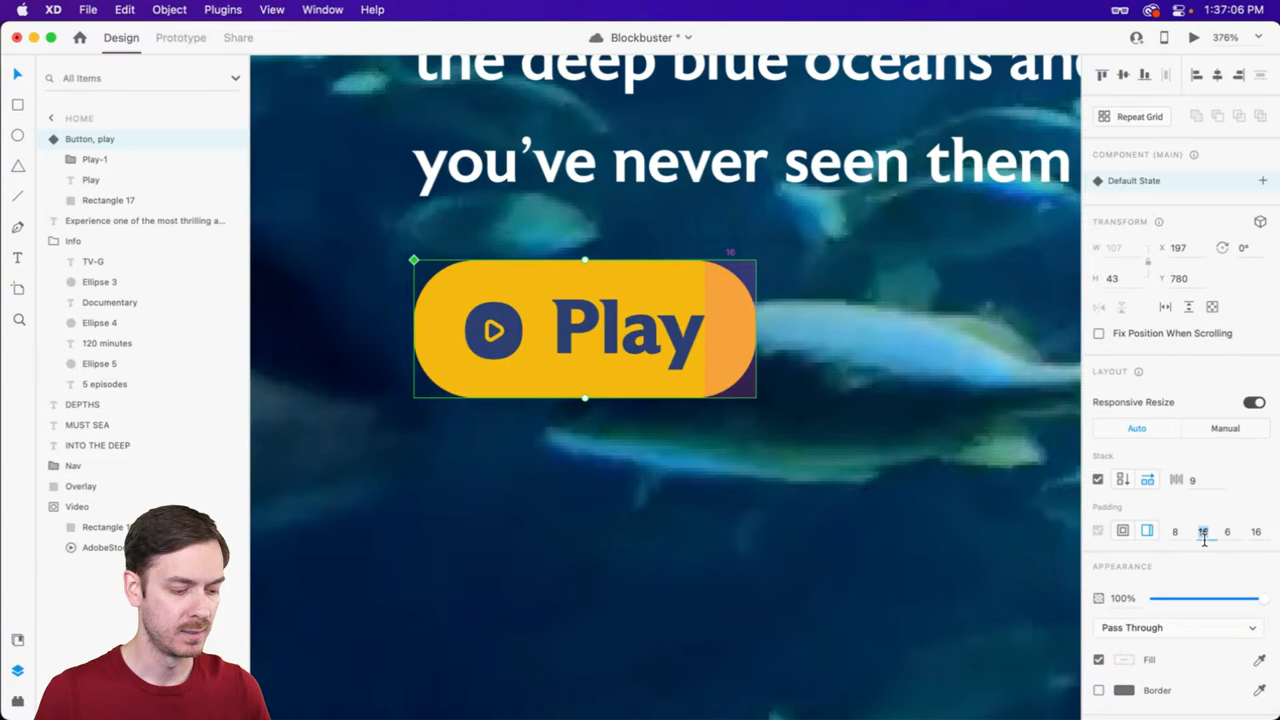 XD File Edit Object Plugins View Window Help 1:37:06 PM
Design Prototype Share Blockbuster * 376%
All Items
HOME
Button, play
Play-1
Play
Rectangle 17
Experience one of the most thrilling a...
Info
TV-G
Ellipse 3
Documentary
Ellipse 4
120 minutes
Ellipse 5
5 episodes
DEPTHS
MUST SEA
INTO THE DEEP
Nav
Overlay
Video
Rectangle 1
AdobeSto
the deep blue oceans and
you’ve never seen them
16
Play
Repeat Grid
COMPONENT (MAIN)
Default State
TRANSFORM
W 107 X 197 0°
H 43 Y 780
Fix Position When Scrolling
LAYOUT
Responsive Resize
Auto Manual
Stack
9
Padding
8 16 6 16
APPEARANCE
100%
Pass Through
Fill
Border